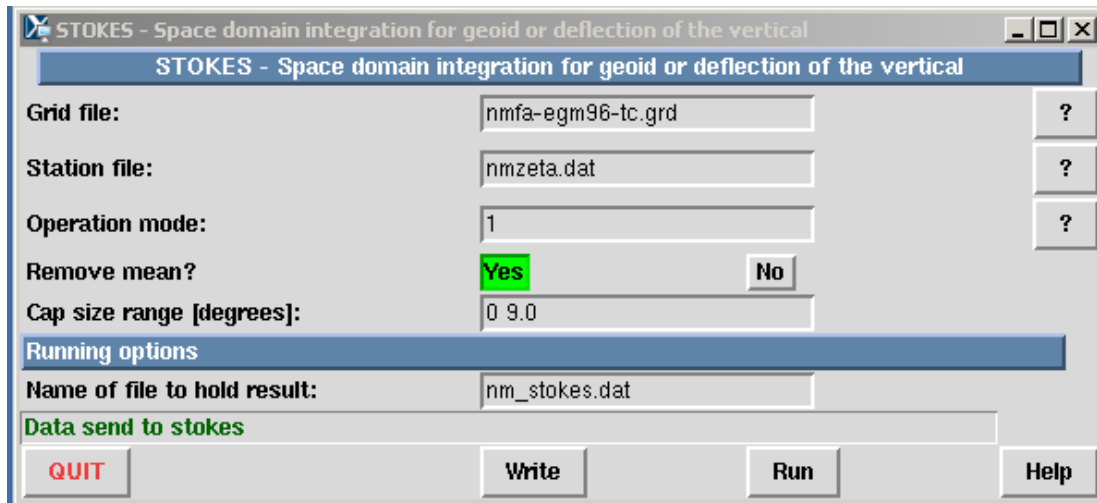 STOKES - Space domain integration for geoid or deflection of the vertical
STOKES - Space domain integration for geoid or deflection of the vertical
Grid file: nmfa-egm96-tc.grd ?
Station file: nmzeta.dat ?
Operation mode: 1 ?
Remove mean? Yes No
Cap size range [degrees]: 0 9.0
Running options
Name of file to hold result: nm_stokes.dat
Data send to stokes
QUIT Write Run Help